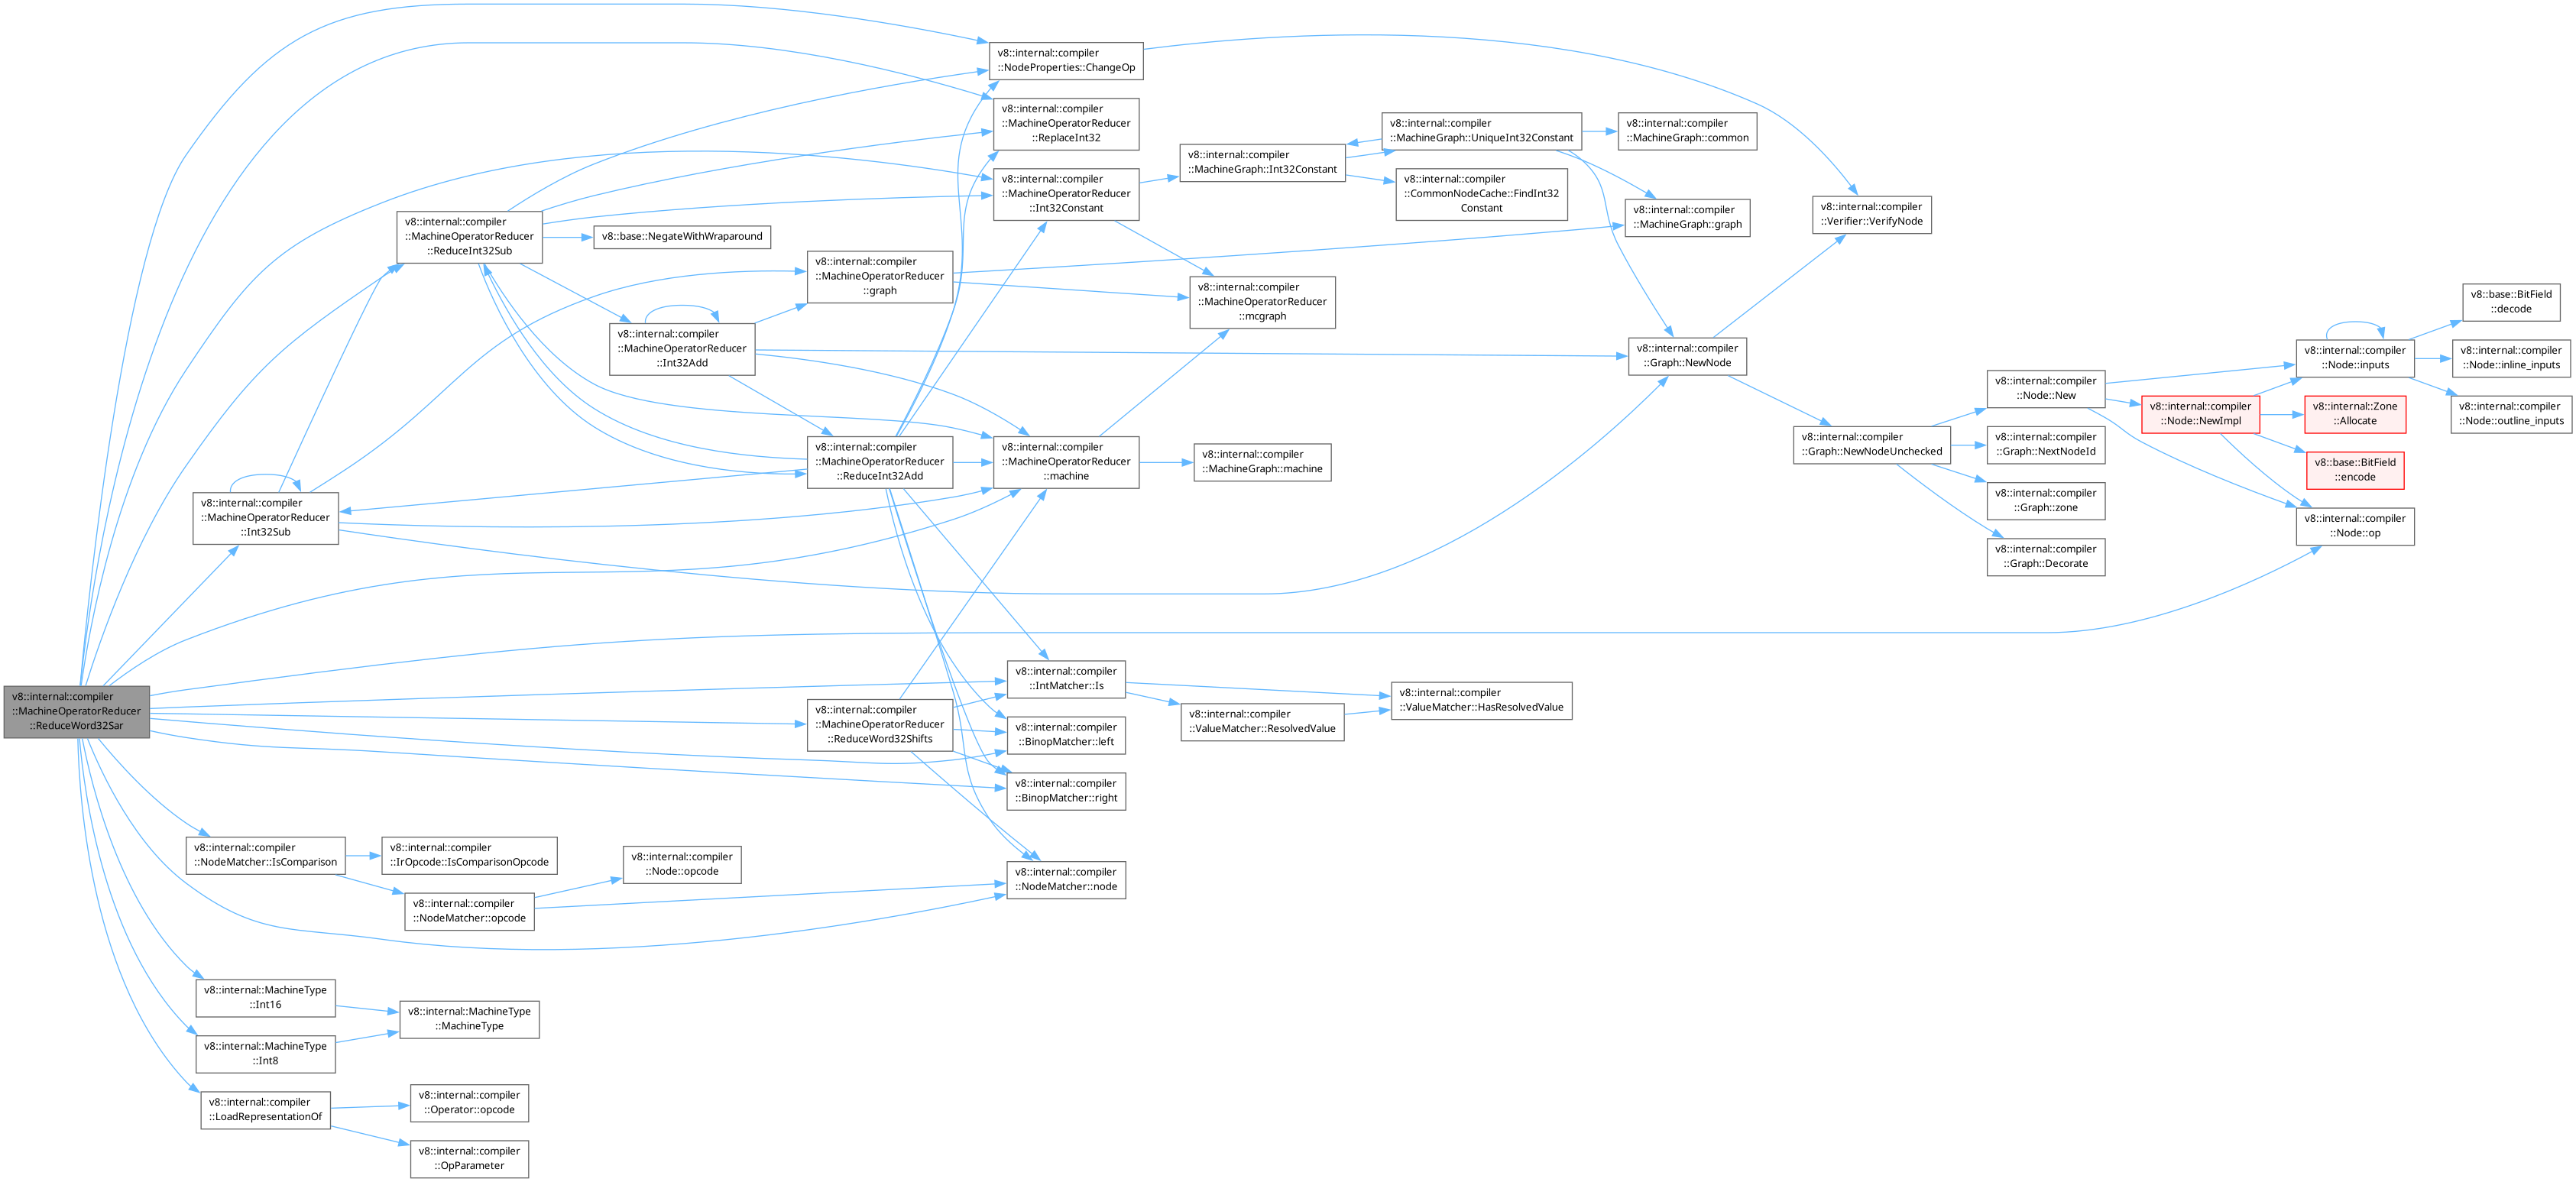 v8::internal::compiler
::MachineOperatorReducer
::ReduceWord32Sar
v8::internal::compiler
::MachineOperatorReducer
::Int32Sub
v8::internal::compiler
::NodeMatcher::IsComparison
v8::internal::MachineType
::Int16
v8::internal::MachineType
::Int8
v8::internal::compiler
::LoadRepresentationOf
v8::internal::compiler
::MachineOperatorReducer
::ReduceInt32Sub
v8::internal::compiler
::IrOpcode::IsComparisonOpcode
v8::internal::compiler
::NodeMatcher::opcode
v8::internal::MachineType
::MachineType
v8::internal::compiler
::Operator::opcode
v8::internal::compiler
::OpParameter
v8::base::NegateWithWraparound
v8::internal::compiler
::MachineOperatorReducer
::Int32Add
v8::internal::compiler
::Node::opcode
v8::internal::compiler
::MachineOperatorReducer
::graph
v8::internal::compiler
::MachineOperatorReducer
::ReduceInt32Add
v8::internal::compiler
::MachineOperatorReducer
::ReduceWord32Shifts
v8::internal::compiler
::NodeProperties::ChangeOp
v8::internal::compiler
::MachineOperatorReducer
::ReplaceInt32
v8::internal::compiler
::MachineOperatorReducer
::Int32Constant
v8::internal::compiler
::MachineOperatorReducer
::machine
v8::internal::compiler
::IntMatcher::Is
v8::internal::compiler
::BinopMatcher::left
v8::internal::compiler
::BinopMatcher::right
v8::internal::compiler
::NodeMatcher::node
v8::internal::compiler
::MachineGraph::Int32Constant
v8::internal::compiler
::MachineOperatorReducer
::mcgraph
v8::internal::compiler
::MachineGraph::machine
v8::internal::compiler
::ValueMatcher::ResolvedValue
v8::internal::compiler
::MachineGraph::UniqueInt32Constant
v8::internal::compiler
::CommonNodeCache::FindInt32
Constant
v8::internal::compiler
::ValueMatcher::HasResolvedValue
v8::internal::compiler
::MachineGraph::common
v8::internal::compiler
::MachineGraph::graph
v8::internal::compiler
::Graph::NewNode
v8::internal::compiler
::Verifier::VerifyNode
v8::internal::compiler
::Graph::NewNodeUnchecked
v8::internal::compiler
::Node::New
v8::internal::compiler
::Graph::NextNodeId
v8::internal::compiler
::Graph::zone
v8::internal::compiler
::Graph::Decorate
v8::internal::compiler
::Node::NewImpl
v8::internal::compiler
::Node::inputs
v8::internal::Zone
::Allocate
v8::base::BitField
::encode
v8::internal::compiler
::Node::op
v8::base::BitField
::decode
v8::internal::compiler
::Node::inline_inputs
v8::internal::compiler
::Node::outline_inputs